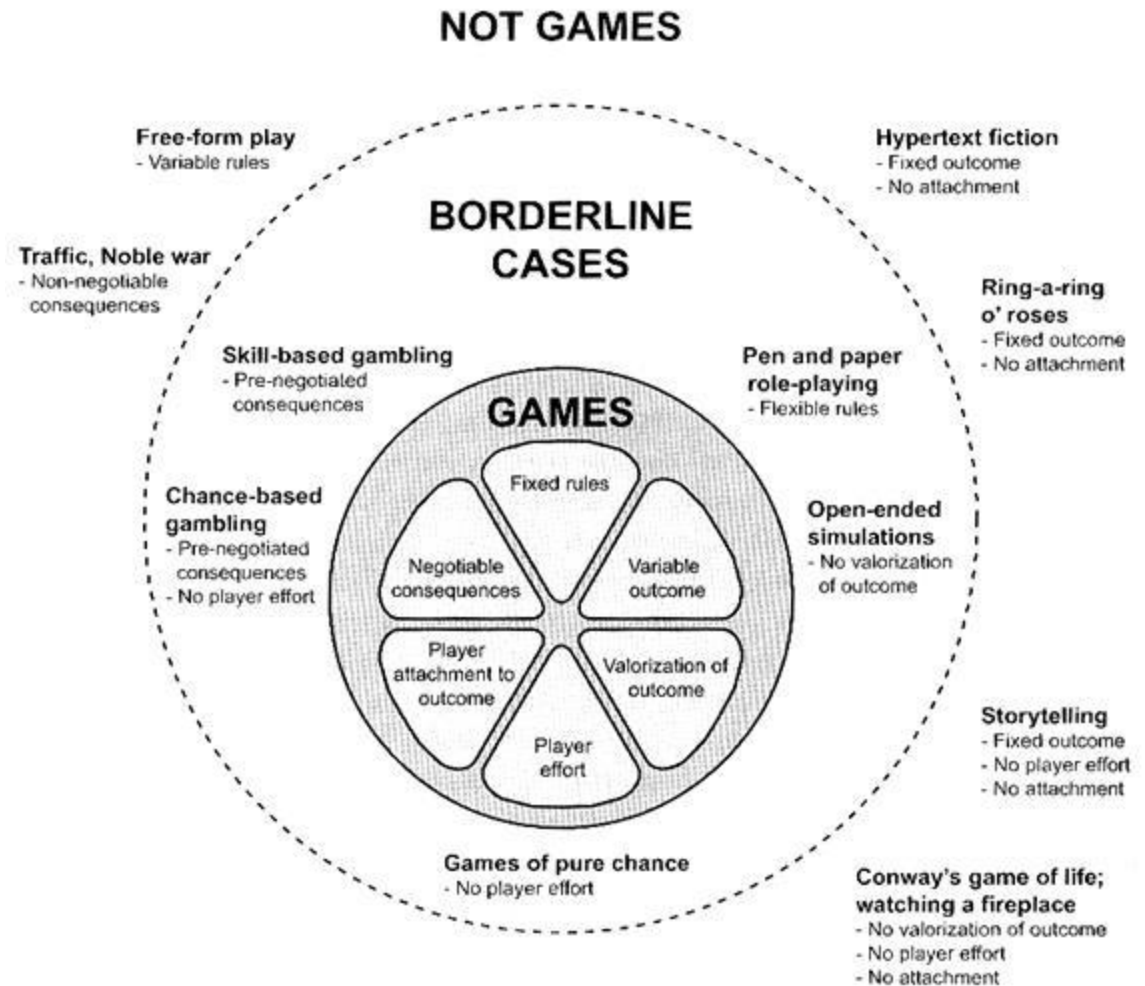 NOT GAMES
Free-form play
- Variable rules
Hypertext fiction
- Fixed outcome
- No attachment
BORDERLINE
CASES
Traffic, Noble war
- Non-negotiable
consequences
Ring-a-ring
o' roses
- Fixed outcome
- No attachment
Skill-based gambling
- Pre-negotiated
consequences
Pen and paper
role-playing
- Flexible rules
GAMES
Fixed rules
Chance-based
gambling
- Pre-negotiated
consequences
- No player effort
Negotiable
consequences
Variable
outcome
Open-ended
simulations
- No valorization
of outcome
Player
attachment to
outcome
Valorization of
outcome
Player
effort
Storytelling
- Fixed outcome
- No player effort
- No attachment
Games of pure chance
- No player effort
Conway's game of life;
watching a fireplace
- No valorization of outcome
- No player effort
- No attachment